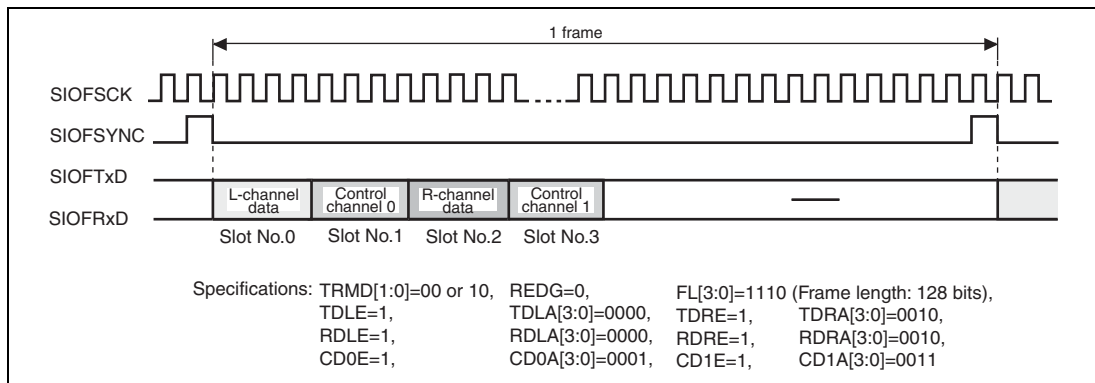 1 frame
SIOFSCK
SIOFSYNC
SIOFTxD
SIOFRxD
L-channel data
Control channel 0
R-channel data
Control channel 1
Slot No.0 Slot No.1 Slot No.2 Slot No.3
Specifications: TRMD[1:0]=00 or 10, REDG=0, FL[3:0]=1110 (Frame length: 128 bits),
TDLE=1, TDLA[3:0]=0000, TDRE=1, TDRA[3:0]=0010,
RDLE=1, RDLA[3:0]=0000, RDRE=1, RDRA[3:0]=0010,
CD0E=1, CD0A[3:0]=0001, CD1E=1, CD1A[3:0]=0011